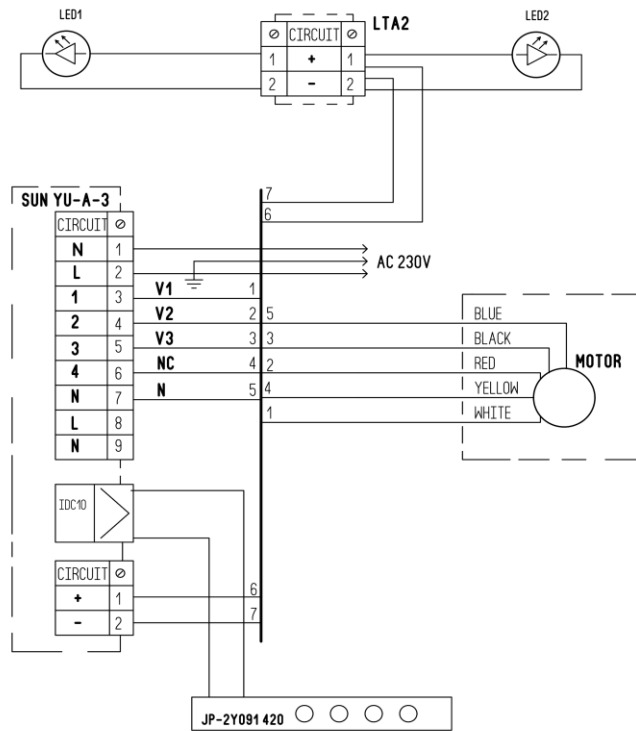 LED1
LED2
LTA2
⊘ CIRCUIT ⊘
1 + 1
2 - 2
7
6
SUN YU-A-3
CIRCUIT ⊘
N 1
L 2
1 3
2 4
3 5
4 6
N 7
L 8
N 9
AC 230V
V1 1
V2 2 5 BLUE
V3 3 3 BLACK
NC 4 2 RED
N 5 4 YELLOW
1 WHITE
MOTOR
IDC10
CIRCUIT ⊘
+ 1 6
- 2 7
JP-2Y091 420